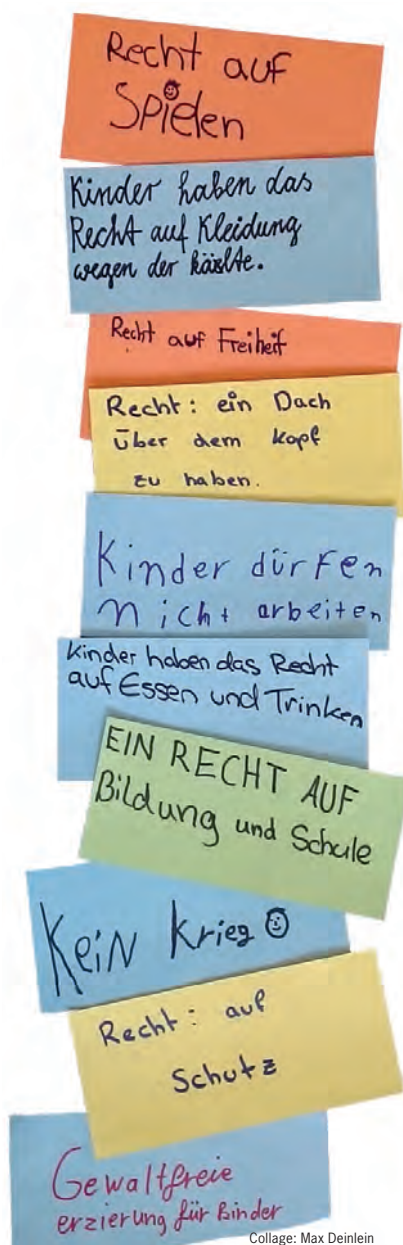 Recht auf
Spielen
Kinder haben das
Recht auf Kleidung
wegen der käslte.
Recht auf Freiheit
Recht: ein Dach
über dem kopf
zu haben.
Kinder dürfen
nicht arbeiten
Kinder haben das Recht
auf Essen und Trinken
EIN RECHT AUF
Bildung und Schule
Kein Krieg
Recht: auf
Schutz
Gewaltfreie
erzierung für Binder
Collage: Max Deinlein